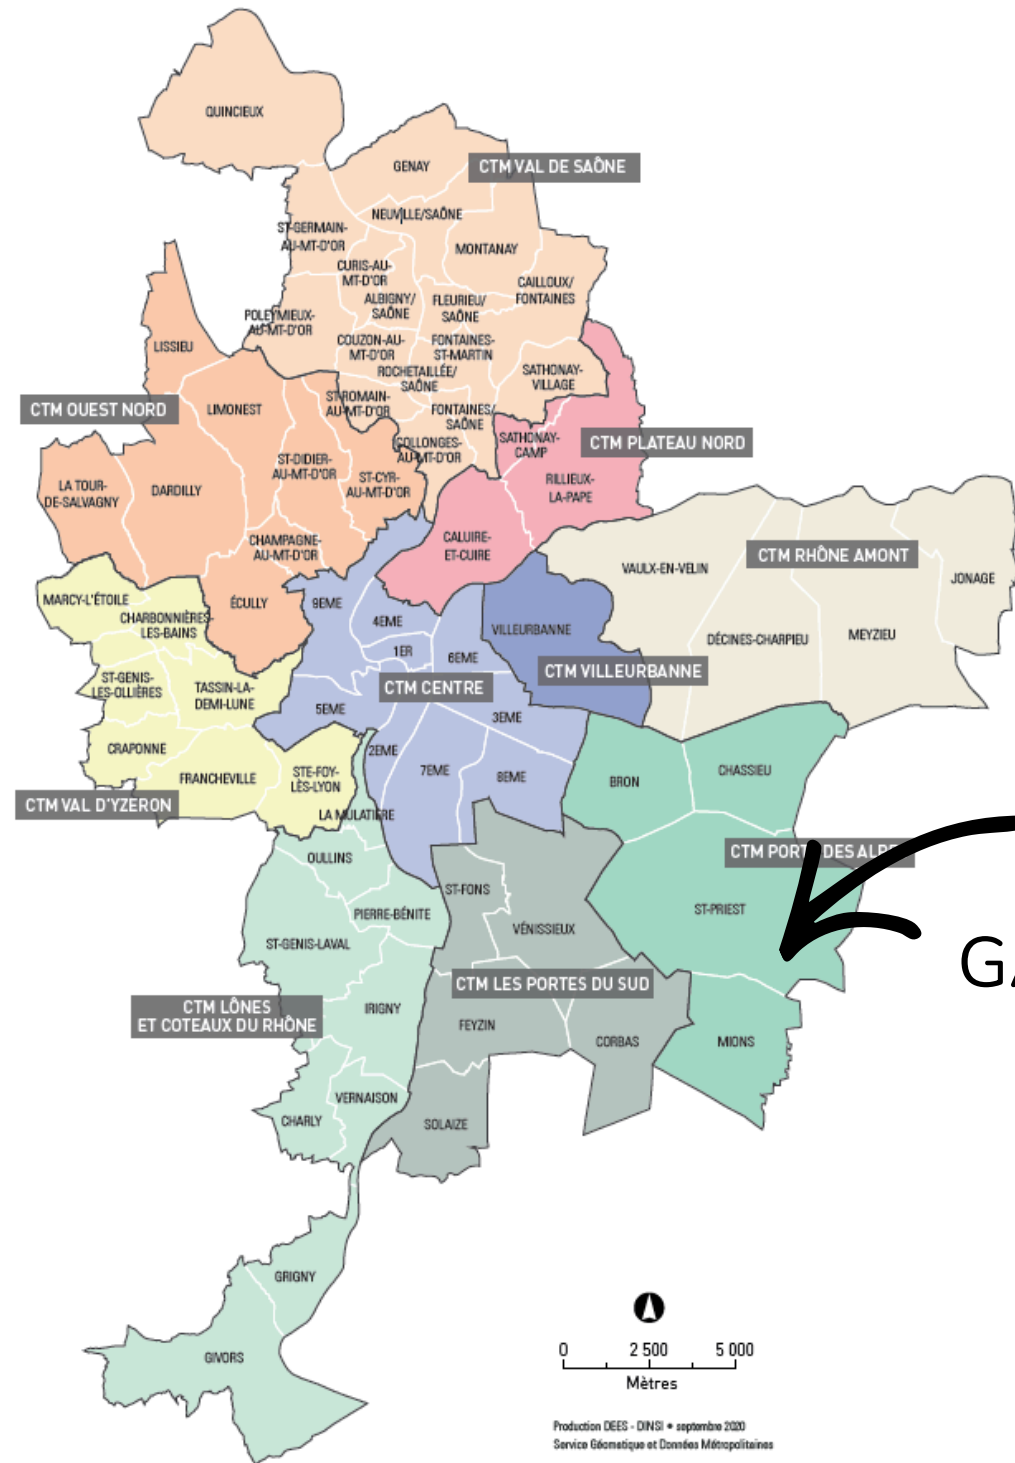 QUINCIEUX
GENAY
CTM VAL DE SAÔNE
NEUVILLE/SAÔNE
ST-GERMAIN-
AU-MT-D'OR
MONTANAY
CURIS-AU-
MT-D'OR
CAILLOUX/
FONTAINES
ALBIGNY/
SAÔNE
FLEURIEU/
SAÔNE
POLEYMIEUX-
AU-MT-D'OR
COUZON-AU-
MT-D'OR
FONTAINES-
ST-MARTIN
LISSIEU
ROCHETAILLÉE/
SAÔNE
SATHONAY-
VILLAGE
CTM OUEST NORD
LIMONEST
ST-ROMAIN-
AU-MT-D'OR
FONTAINES/
SAÔNE
COLLONGES-
AU-MT-D'OR
SATHONAY-
CAMP
CTM PLATEAU NORD
LA TOUR-
DE-SALVAGNY
DARDILLY
ST-DIDIER-
AU-MT-D'OR
ST-CYR-
AU-MT-D'OR
RILLIEUX-
LA-PAPE
CHAMPAGNE-
AU-MT-D'OR
CALUIRE-
ET-CUIRE
CTM RHÔNE AMONT
VAULX-EN-VELIN
JONAGE
MARCY-L'ÉTOILE
ÉCULLY
9EME
CHARBONNIÈRES-
LES-BAINS
4EME
VILLEURBANNE
DÉCINES-CHARPIEU
MEYZIEU
1ER
6EME
CTM VILLEURBANNE
ST-GENIS-
LES-OLLIÈRES
TASSIN-LA-
DEMI-LUNE
CTM CENTRE
5EME
3EME
CRAPONNE
2EME
7EME
8EME
BRON
CHASSIEU
FRANCHEVILLE
STE-FOY-
LÈS-LYON
CTM VAL D'YZERON
LA MULATIÈRE
OULLINS
CTM PORTE DES ALPES
ST-FONS
PIERRE-BÉNITE
ST-PRIEST
VÉNISSIEUX
ST-GENIS-LAVAL
GA
CTM LES PORTES DU SUD
CTM LÔNES
ET COTEAUX DU RHÔNE
IRIGNY
FEYZIN
CORBAS
MIONS
VERNAISON
CHARLY
SOLAIZE
GRIGNY
GIVORS
0 2 500 5 000
Mètres
Production DEES - DINSI • septembre 2020
Service Géomatique et Données Métropolitaines